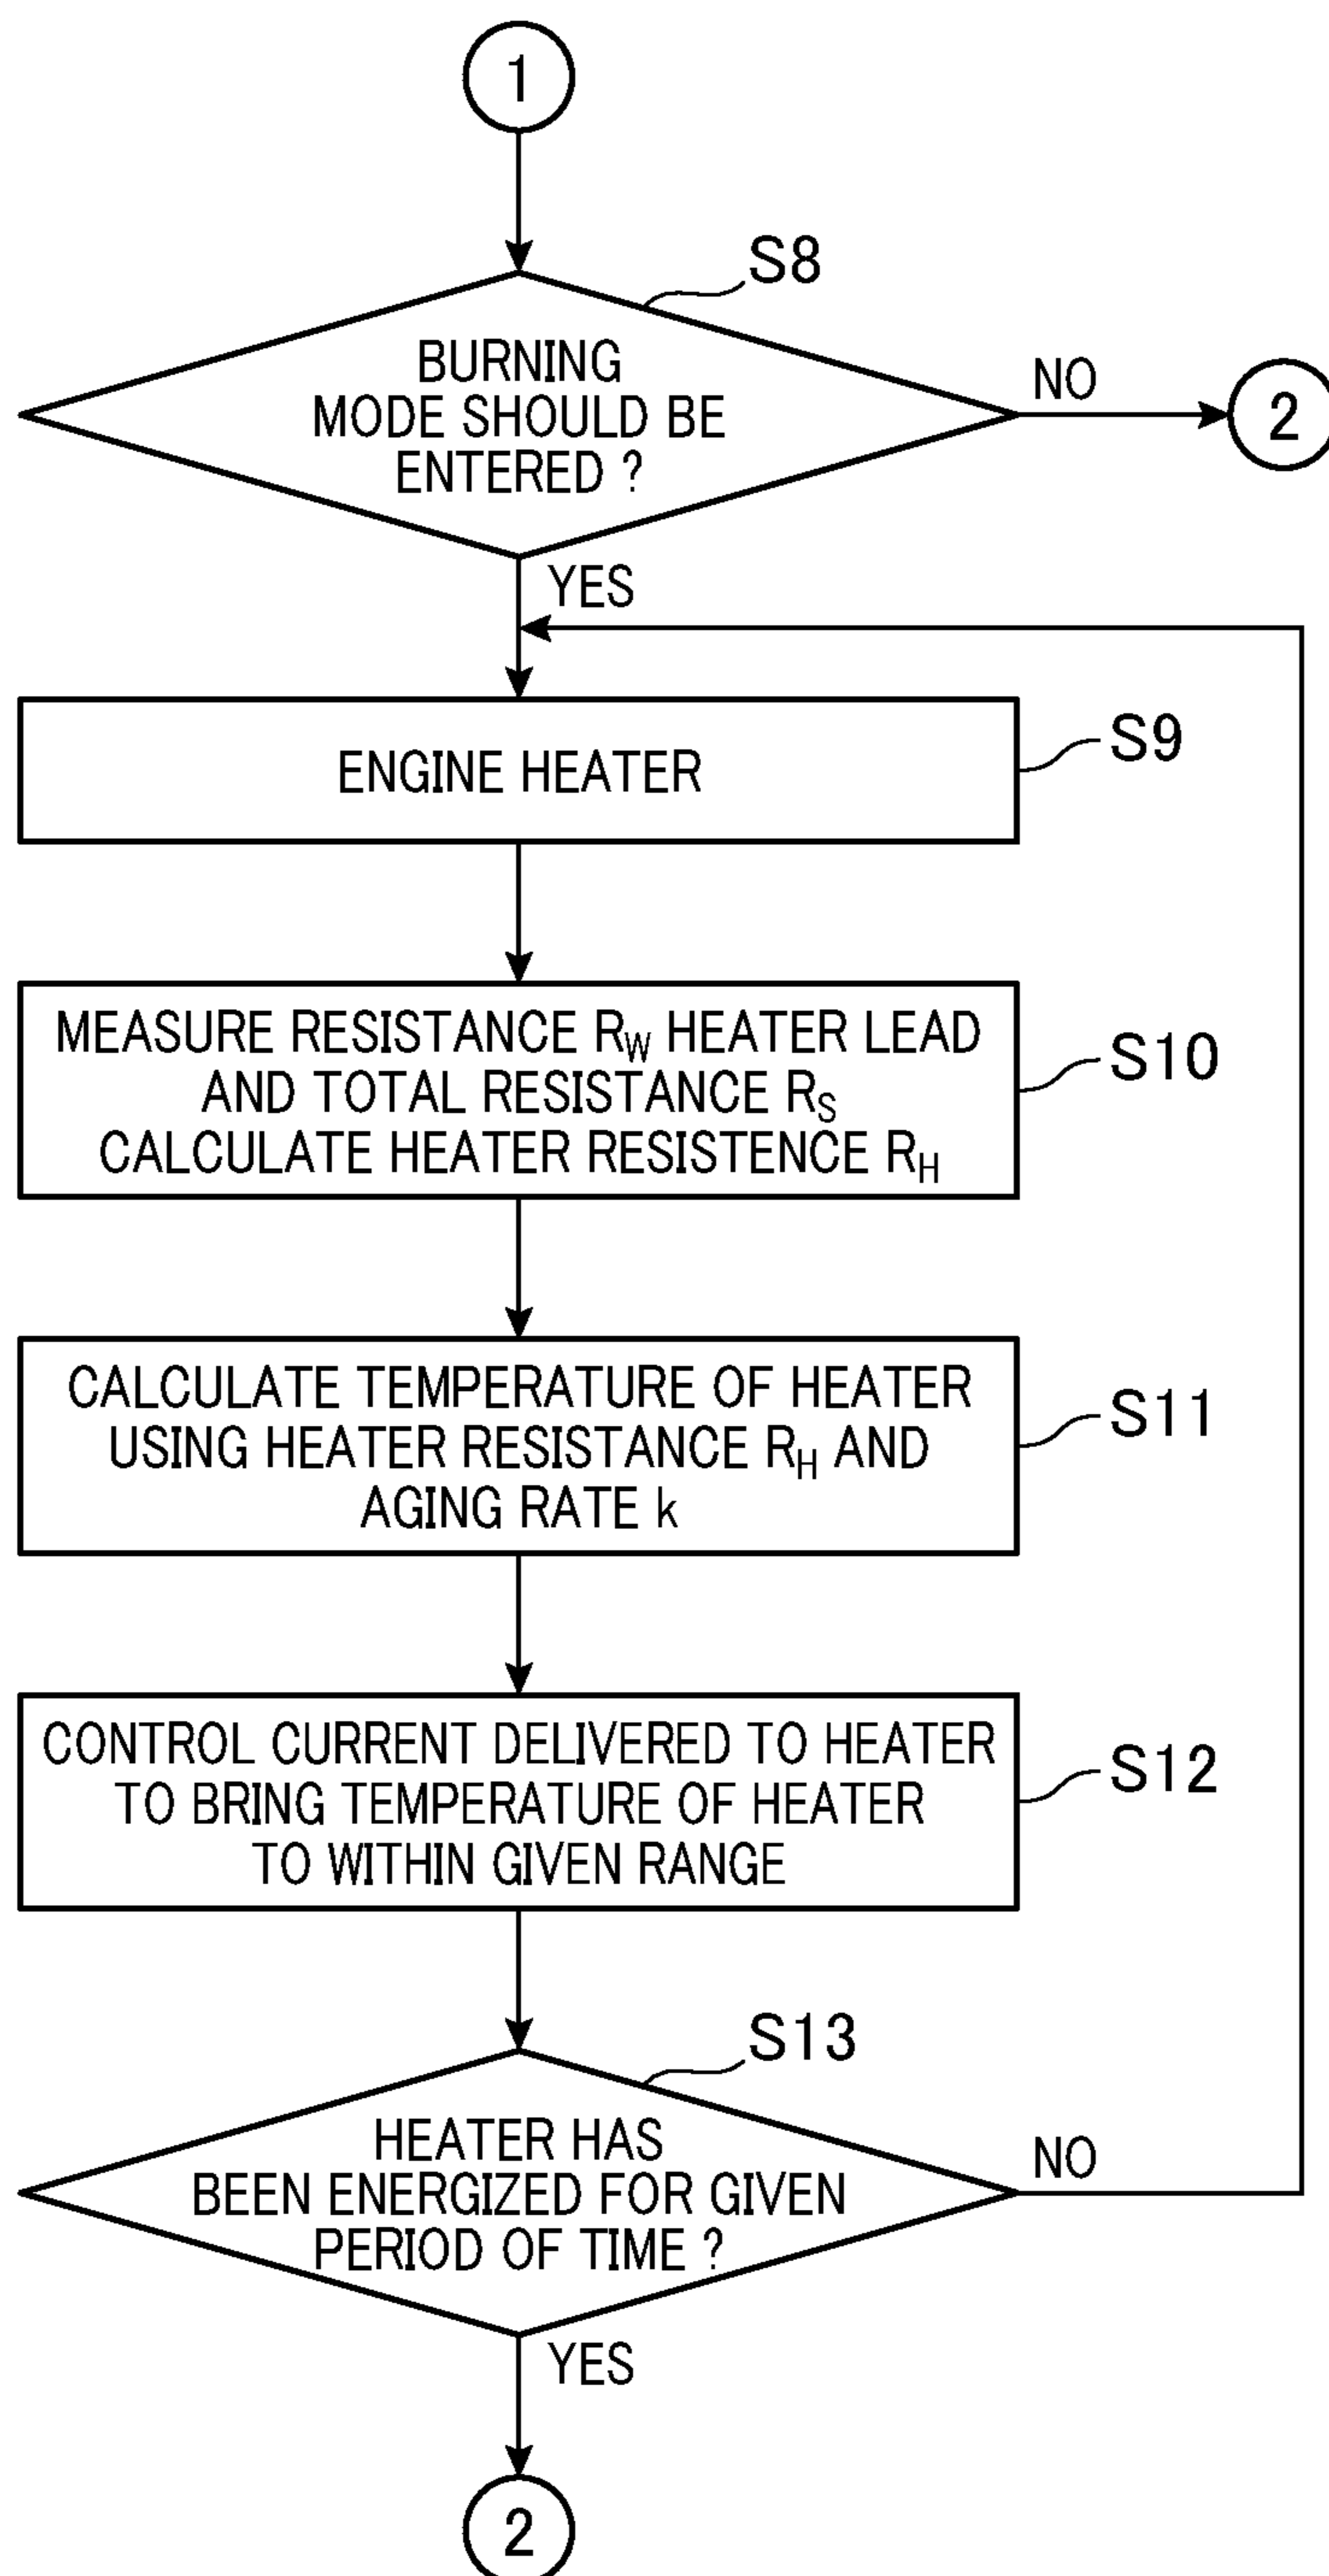 1
S8
BURNING
MODE SHOULD BE
ENTERED ?
NO
2
YES
ENGINE HEATER
S9
MEASURE RESISTANCE RW HEATER LEAD
AND TOTAL RESISTANCE RS
CALCULATE HEATER RESISTENCE RH
S10
CALCULATE TEMPERATURE OF HEATER
USING HEATER RESISTANCE RH AND
AGING RATE k
S11
CONTROL CURRENT DELIVERED TO HEATER
TO BRING TEMPERATURE OF HEATER
TO WITHIN GIVEN RANGE
S12
S13
HEATER HAS
BEEN ENERGIZED FOR GIVEN
PERIOD OF TIME ?
NO
YES
2